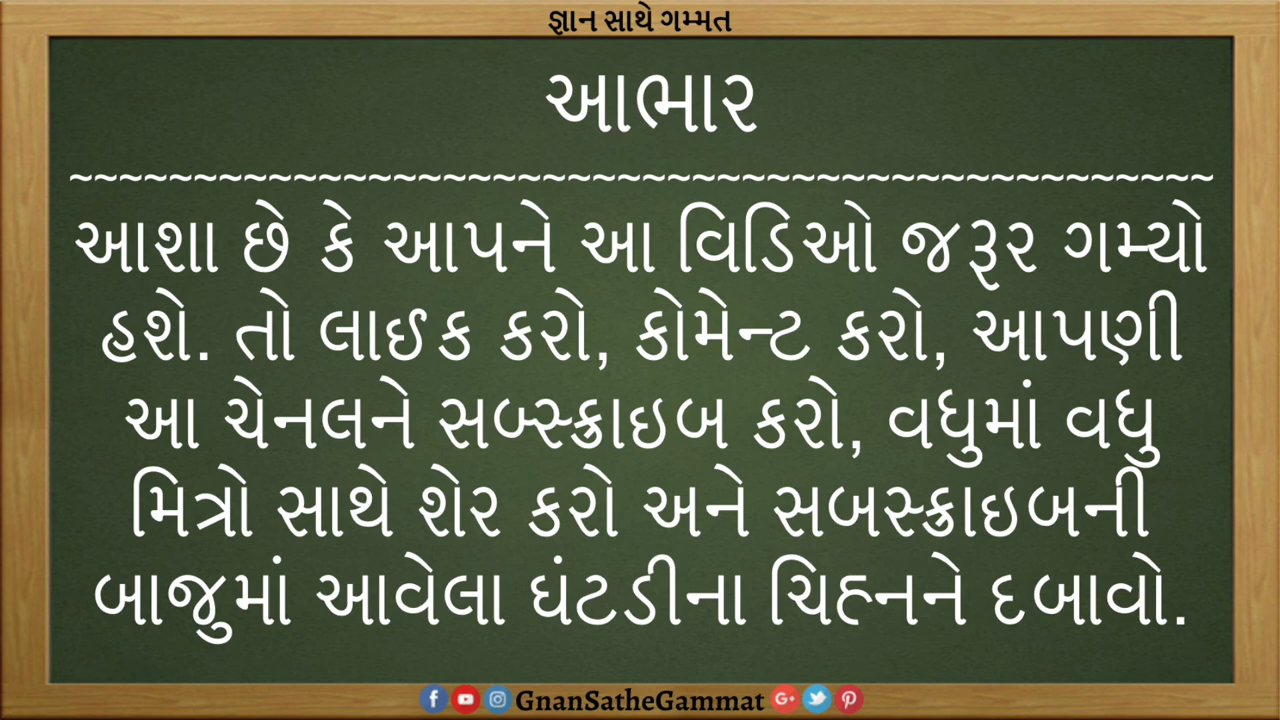 જ્ઞાન સાથે ગમ્મત
આભાર
~~~~~~~~~~~~~~~~~~~~~~~~~~~~~~~~~~~~~~~~~~~~~~
આશા છે કે આપને આ વિડિઓ જરૂર ગમ્યો
હશે. તો લાઈક કરો, કોમેન્ટ કરો, આપણી
આ ચેનલને સબ્સ્ક્રાઇબ કરો, વધુમાં વધુ
મિત્રો સાથે શેર કરો અને સબસ્ક્રાઇબની
બાજુમાં આવેલા ઘંટડીના ચિહ્નને દબાવો.
GnanSatheGammat